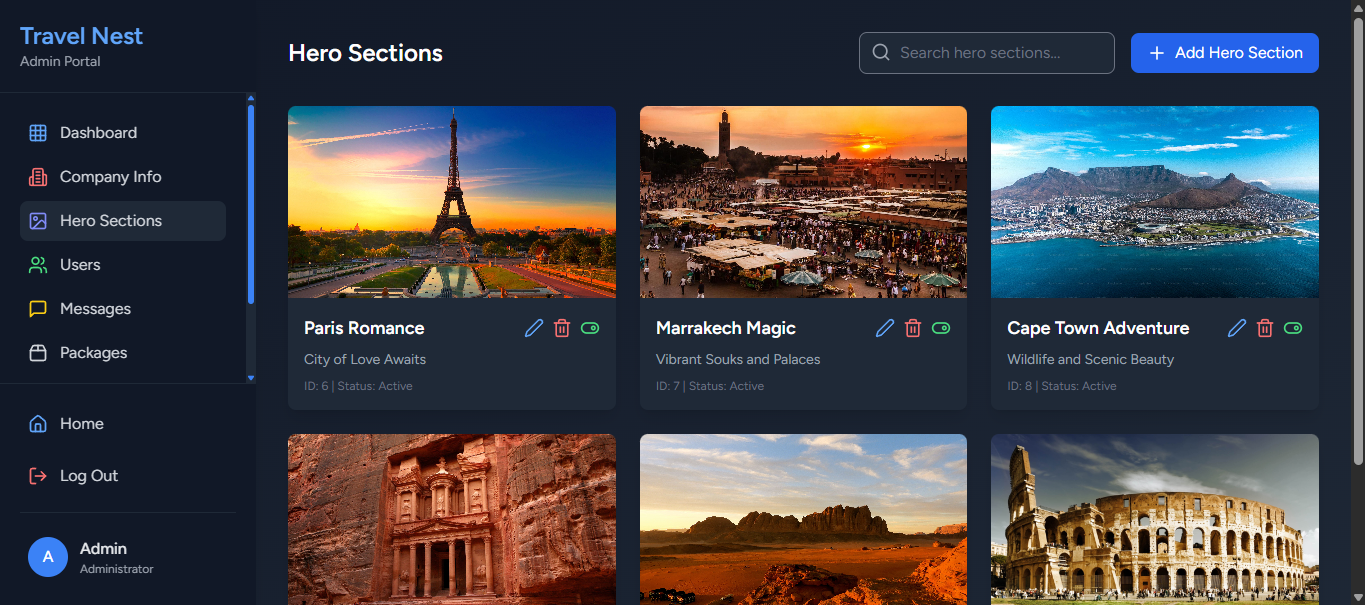 Travel Nest
Admin Portal
Dashboard
Company Info
Hero Sections
Users
Messages
Packages
Home
Log Out
A
Admin
Administrator
Hero Sections
Search hero sections...
Add Hero Section
Paris Romance
City of Love Awaits
ID: 6 | Status: Active
Marrakech Magic
Vibrant Souks and Palaces
ID: 7 | Status: Active
Cape Town Adventure
Wildlife and Scenic Beauty
ID: 8 | Status: Active